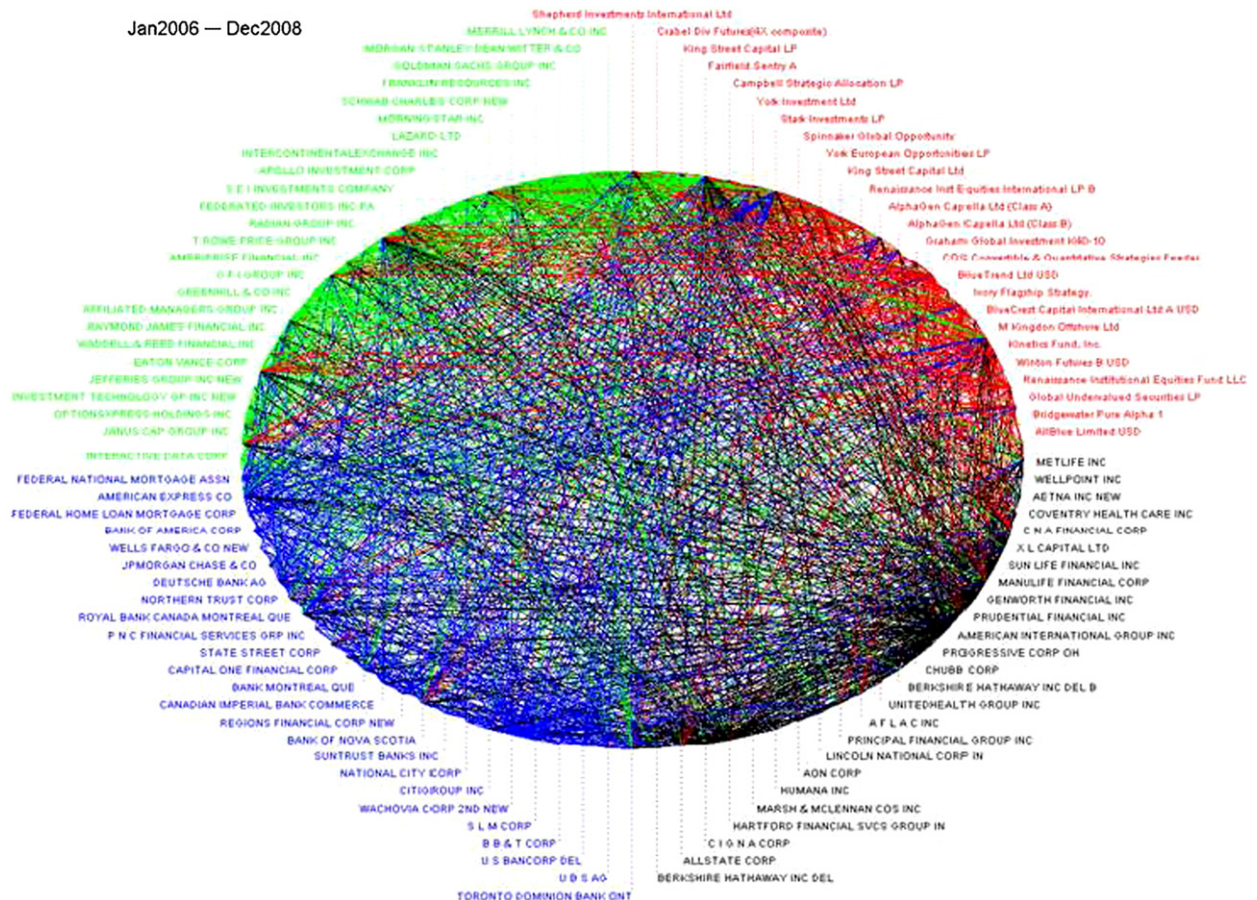 Jan2006 — Dec2008
Shepherd Investments International Ltd
MERRILL LYNCH & CO INC
MORGAN STANLEY DEAN WITTER & CO
GOLDMAN SACHS GROUP INC
FRANKLIN RESOURCES INC
SCHWAB CHARLES CORP NEW
MORNINGSTAR INC
LAZARD LTD
INTERCONTINENTALEXCHANGE INC
APOLLO INVESTMENT CORP
S E I INVESTMENTS COMPANY
FEDERATED INVESTORS INC PA
RADIAN GROUP INC
T ROWE PRICE GROUP INC
AMERIPRISE FINANCIAL INC
G F I GROUP INC
GREENHILL & CO INC
AFFILIATED MANAGERS GROUP INC
RAYMOND JAMES FINANCIAL INC
WADDELL & REED FINANCIAL INC
EATON VANCE CORP
JEFFERIES GROUP INC NEW
INVESTMENT TECHNOLOGY GP INC NEW
OPTIONSXPRESS HOLDINGS INC
JANUS CAP GROUP INC
INTERACTIVE DATA CORP
FEDERAL NATIONAL MORTGAGE ASSN
AMERICAN EXPRESS CO
FEDERAL HOME LOAN MORTGAGE CORP
BANK OF AMERICA CORP
WELLS FARGO & CO NEW
JPMORGAN CHASE & CO
DEUTSCHE BANK AG
NORTHERN TRUST CORP
ROYAL BANK CANADA MONTREAL QUE
P N C FINANCIAL SERVICES GRP INC
STATE STREET CORP
CAPITAL ONE FINANCIAL CORP
BANK MONTREAL QUE
CANADIAN IMPERIAL BANK COMMERCE
REGIONS FINANCIAL CORP NEW
BANK OF NOVA SCOTIA
SUNTRUST BANKS INC
NATIONAL CITY CORP
CITIGROUP INC
WACHOVIA CORP 2ND NEW
S L M CORP
B B & T CORP
U S BANCORP DEL
U B S AG
TORONTO DOMINION BANK ONT
Crabel Div Futures(4X composite)
King Street Capital LP
Fairfield Sentry A
Campbell Strategic Allocation LP
York Investment Ltd
Stark Investments LP
Spinnaker Global Opportunity
York European Opportunities LP
King Street Capital Ltd
Renaissance Inst Equities International LP B
AlphaGen Capella Ltd (Class A)
AlphaGen Capella Ltd (Class B)
Graham Global Investment K4D-10
CQS Convertible & Quantitative Strategies Feeder
BlueTrend Ltd USD
Ivory Flagship Strategy.
BlueCrest Capital International Ltd A USD
M Kingdon Offshore Ltd
Kinetics Fund, Inc.
Winton Futures B USD
Renaissance Institutional Equities Fund LLC
Global Undervalued Securities LP
Bridgewater Pure Alpha 1
AllBlue Limited USD
METLIFE INC
WELLPOINT INC
AETNA INC NEW
COVENTRY HEALTH CARE INC
C N A FINANCIAL CORP
X L CAPITAL LTD
SUN LIFE FINANCIAL INC
MANULIFE FINANCIAL CORP
GENWORTH FINANCIAL INC
PRUDENTIAL FINANCIAL INC
AMERICAN INTERNATIONAL GROUP INC
PROGRESSIVE CORP OH
CHUBB CORP
BERKSHIRE HATHAWAY INC DEL B
UNITEDHEALTH GROUP INC
A F L A C INC
PRINCIPAL FINANCIAL GROUP INC
LINCOLN NATIONAL CORP IN
AON CORP
HUMANA INC
MARSH & MCLENNAN COS INC
HARTFORD FINANCIAL SVCS GROUP IN
C I G N A CORP
ALLSTATE CORP
BERKSHIRE HATHAWAY INC DEL